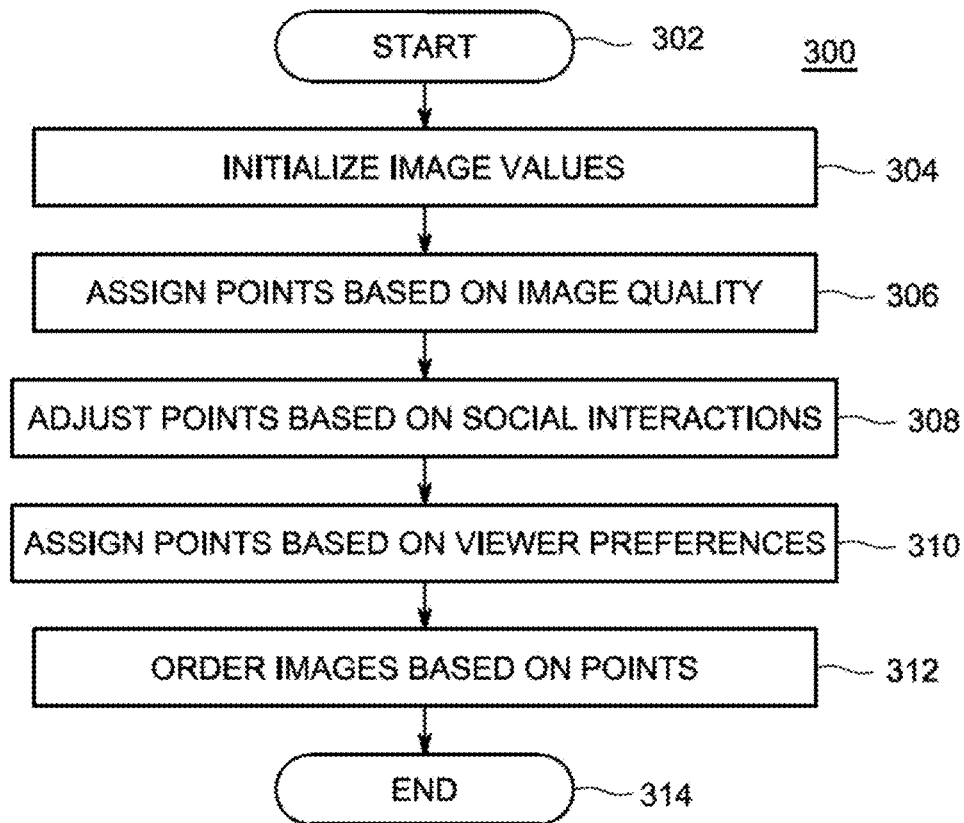 START
302
300
INITIALIZE IMAGE VALUES
304
ASSIGN POINTS BASED ON IMAGE QUALITY
306
ADJUST POINTS BASED ON SOCIAL INTERACTIONS
308
ASSIGN POINTS BASED ON VIEWER PREFERENCES
310
ORDER IMAGES BASED ON POINTS
312
END
314